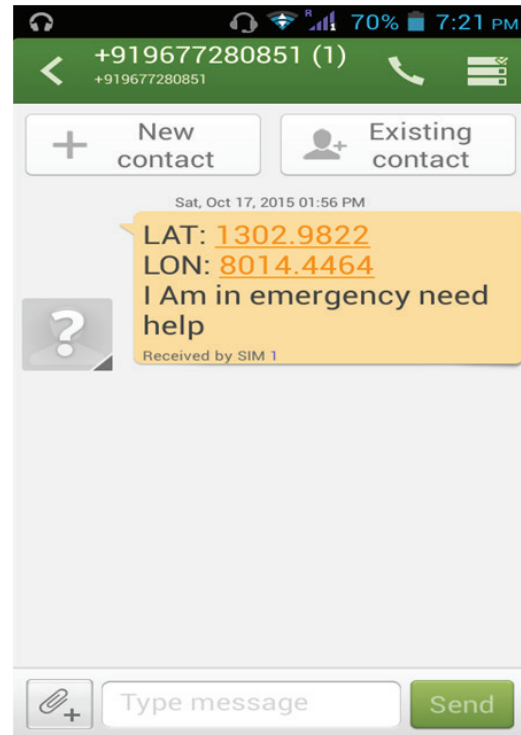 R 1 70% 7:21 PM
+919677280851 (1)
+919677280851
New contact
Existing contact
Sat, Oct 17, 2015 01:56 PM
LAT: 1302.9822
LON: 8014.4464
I Am in emergency need
help
Received by SIM 1
Type message
Send